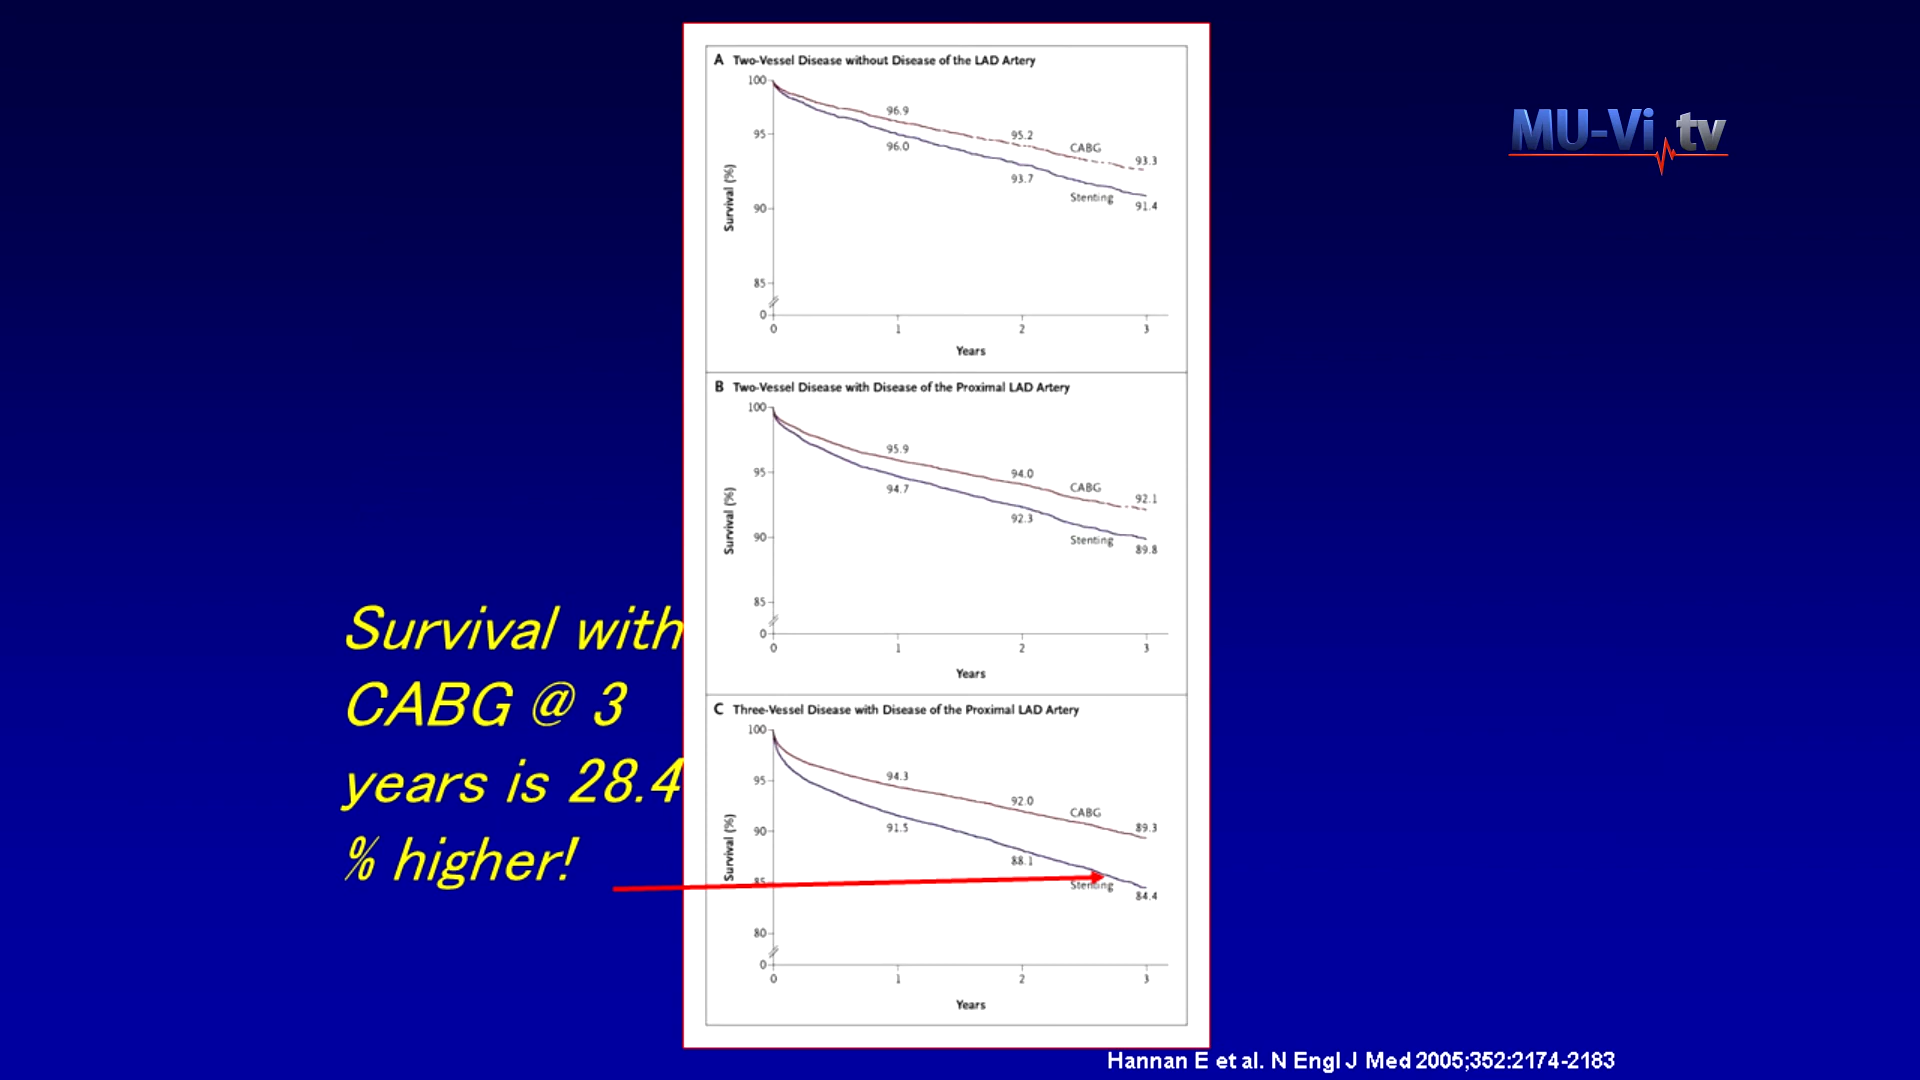 MU-Vi tv
A Two-Vessel Disease without Disease of the LAD Artery
100
95
90
85
0
Survival (%)
96.9
96.0
95.2
93.7
CABG
93.3
Stenting
91.4
0 1 2 3
Years
B Two-Vessel Disease with Disease of the Proximal LAD Artery
100
95
90
85
0
Survival (%)
95.9
94.7
94.0
92.3
CABG
92.1
Stenting
89.8
0 1 2 3
Years
C Three-Vessel Disease with Disease of the Proximal LAD Artery
100
95
90
85
80
0
Survival (%)
94.3
91.5
92.0
88.1
CABG
89.3
Stenting
84.4
0 1 2 3
Years
Survival with
CABG @ 3
years is 28.4
% higher!
Hannan E et al. N Engl J Med 2005;352:2174-2183